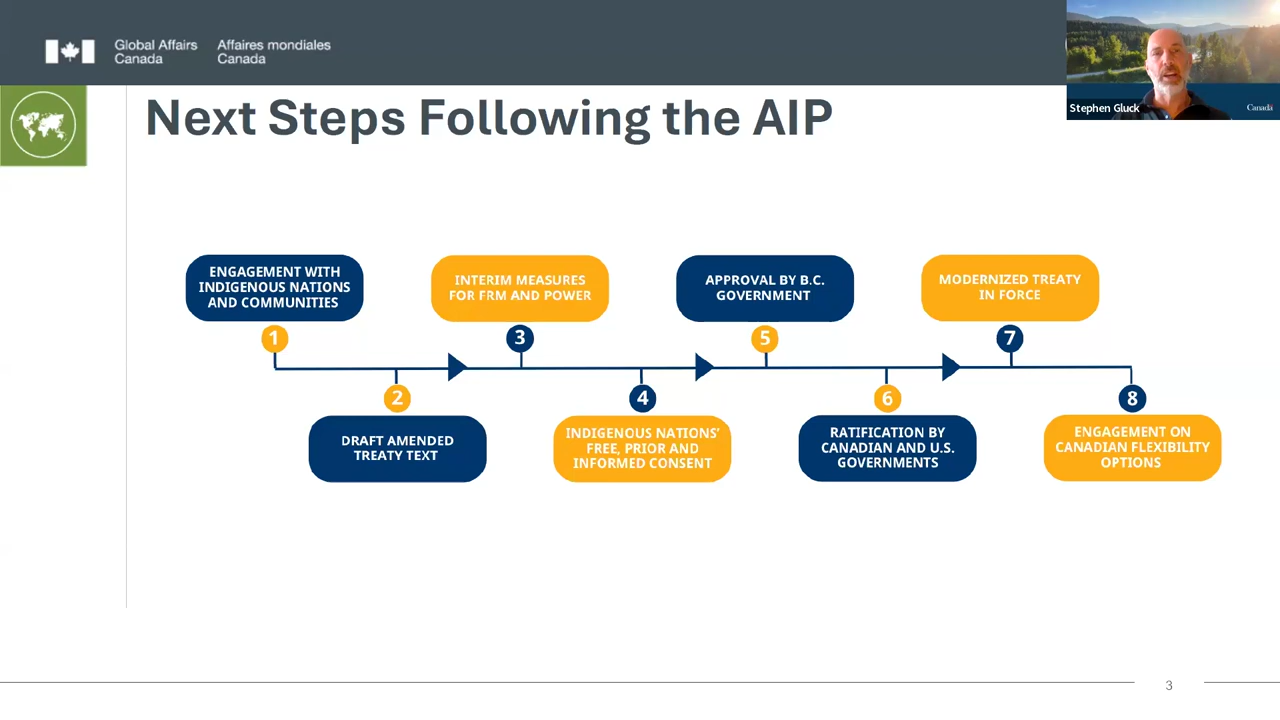 Global Affairs Canada
Affaires mondiales Canada
Stephen Gluck
Canada
Next Steps Following the AIP
ENGAGEMENT WITH
INDIGENOUS NATIONS
AND COMMUNITIES
1
2
DRAFT AMENDED
TREATY TEXT
INTERIM MEASURES
FOR FRM AND POWER
3
4
INDIGENOUS NATIONS'
FREE, PRIOR AND
INFORMED CONSENT
APPROVAL BY B.C.
GOVERNMENT
5
6
RATIFICATION BY
CANADIAN AND U.S.
GOVERNMENTS
MODERNIZED TREATY
IN FORCE
7
8
ENGAGEMENT ON
CANADIAN FLEXIBILITY
OPTIONS
3